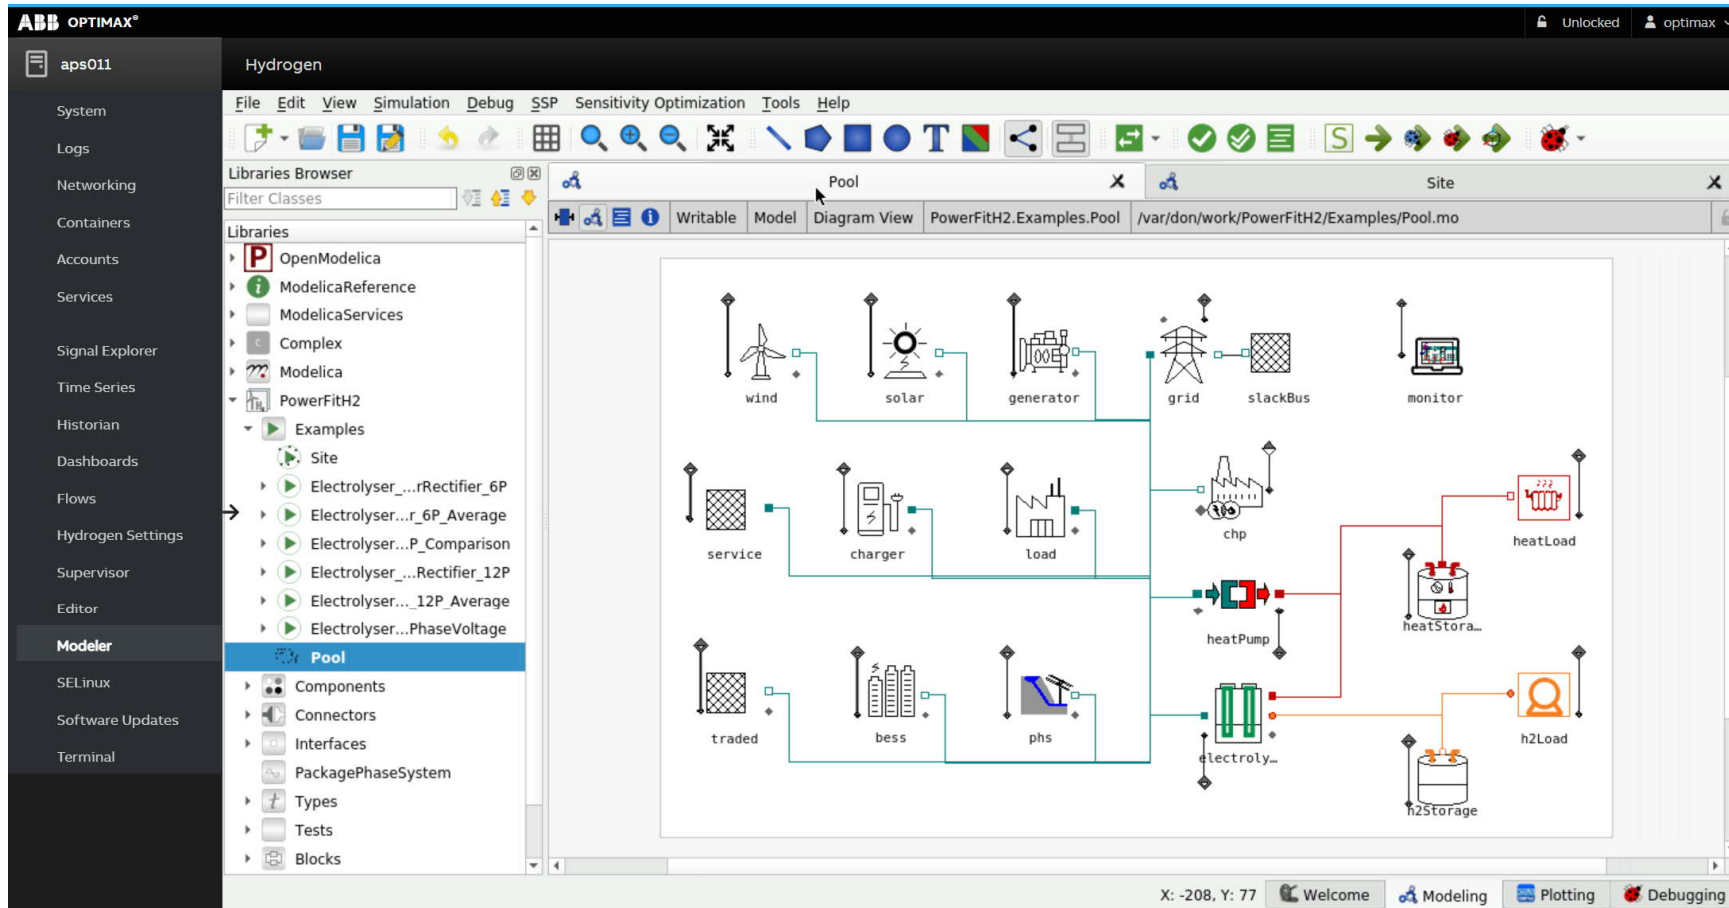 ABB OPTIMAX®
Unlocked
optimax
aps011
Hydrogen
System
Logs
Networking
Containers
Accounts
Services
Signal Explorer
Time Series
Historian
Dashboards
Flows
Hydrogen Settings
Supervisor
Editor
Modeler
SELinux
Software Updates
Terminal
File Edit View Simulation Debug SSP Sensitivity Optimization Tools Help
Libraries Browser
Filter Classes
Libraries
OpenModelica
ModelicaReference
ModelicaServices
Complex
Modelica
PowerFitH2
Examples
Site
Electrolyser_...rRectifier_6P
Electrolyser...r_6P_Average
Electrolyser...P_Comparison
Electrolyser_...Rectifier_12P
Electrolyser..._12P_Average
Electrolyser...PhaseVoltage
Pool
Components
Connectors
Interfaces
PackagePhaseSystem
Types
Tests
Blocks
Pool
Site
Writable Model Diagram View PowerFitH2.Examples.Pool /var/don/work/PowerFitH2/Examples/Pool.mo
wind
solar
generator
grid
slackBus
monitor
service
charger
load
chp
heatLoad
heatPump
heatStora...
traded
bess
phs
electroly...
h2Load
h2Storage
X: -208, Y: 77 Welcome Modeling Plotting Debugging